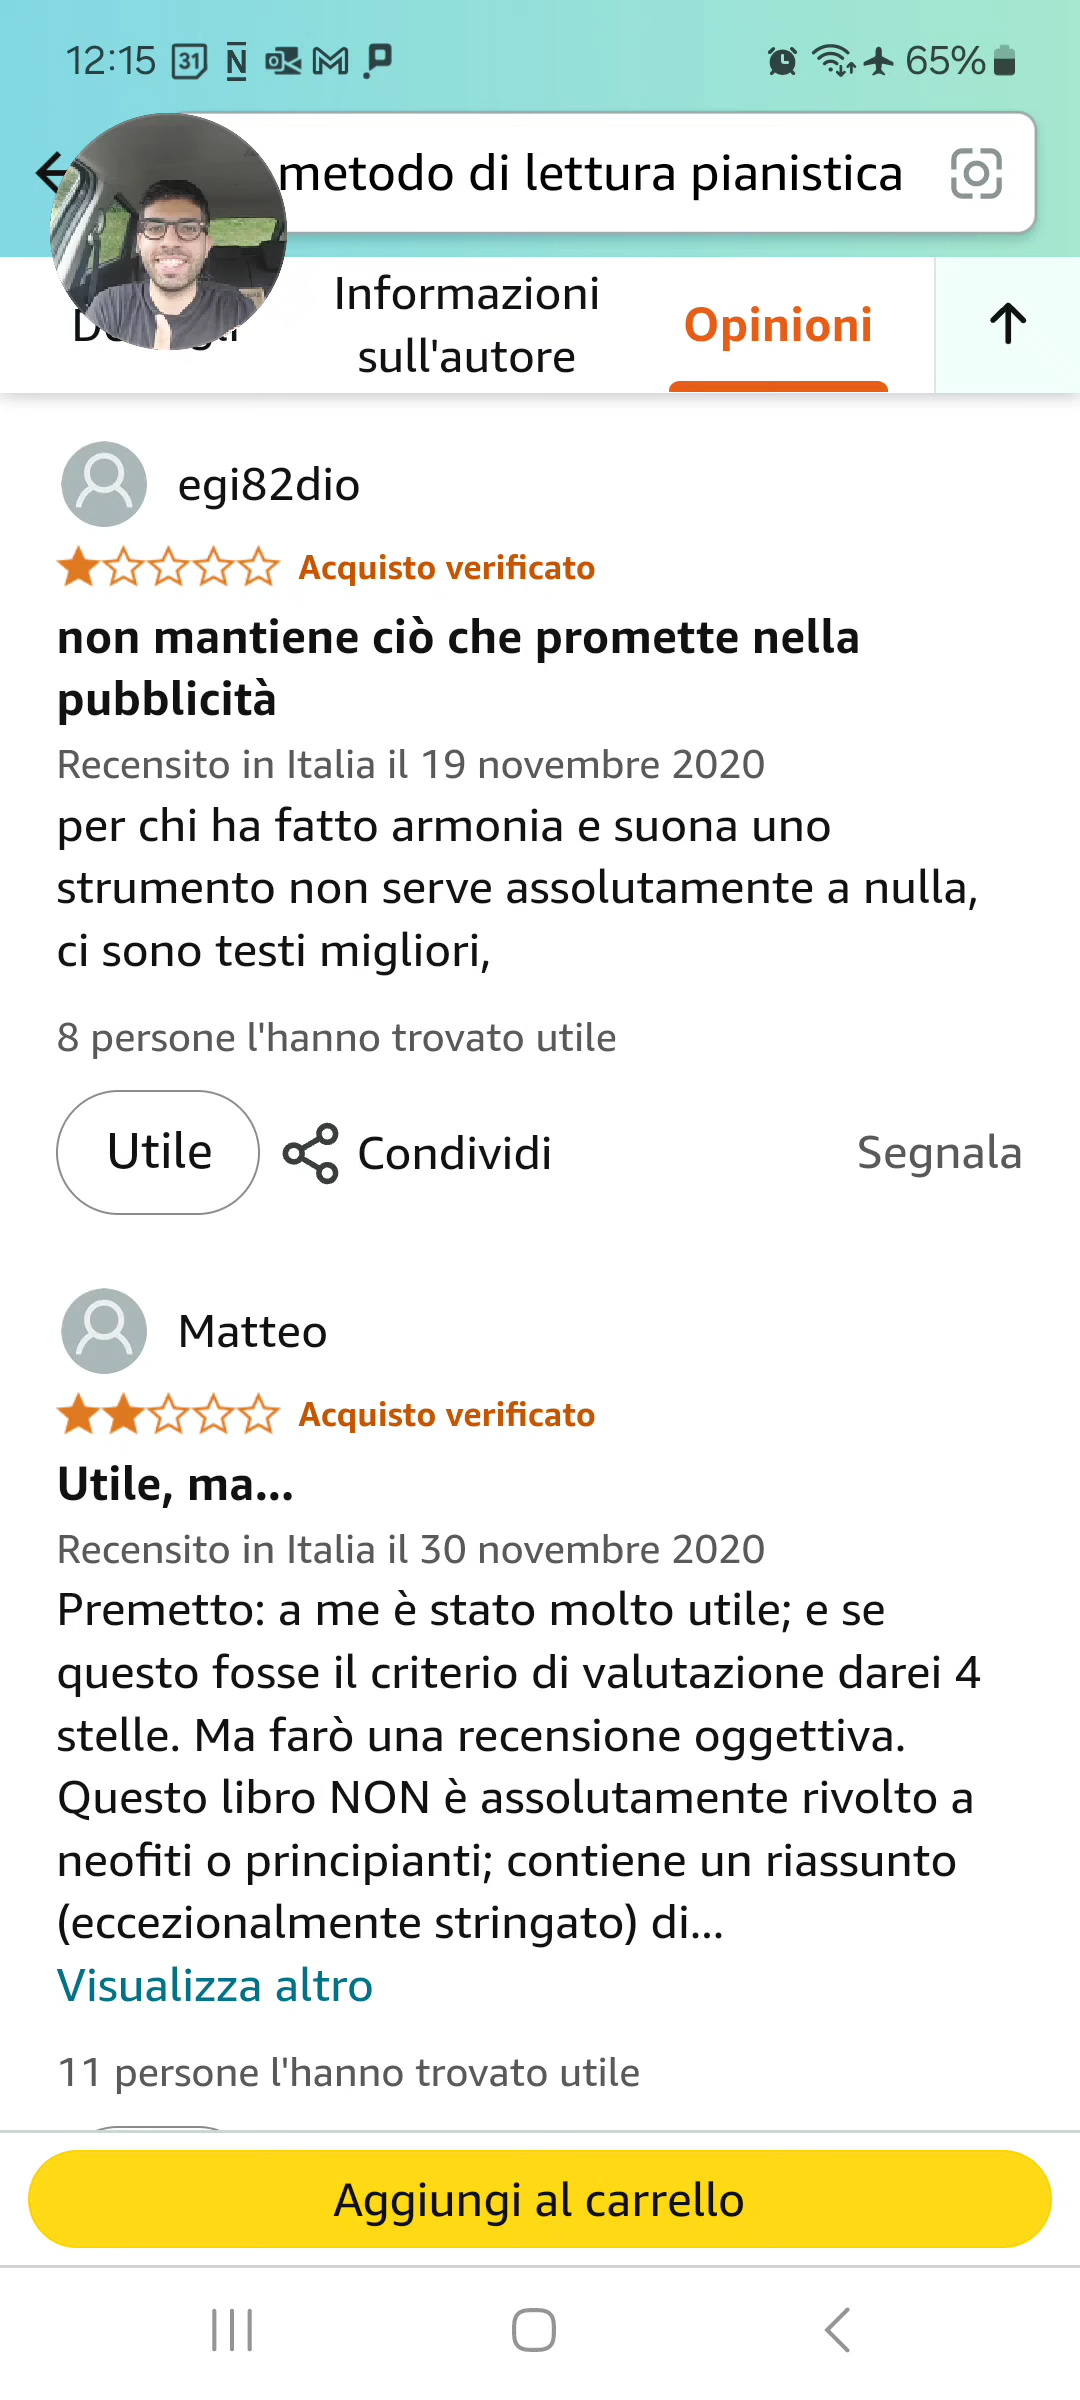 12:15 31 N 65%
metodo di lettura pianistica
Informazioni
sull'autore
Opinioni
egi82dio
Acquisto verificato
non mantiene ciò che promette nella
pubblicità
Recensito in Italia il 19 novembre 2020
per chi ha fatto armonia e suona uno
strumento non serve assolutamente a nulla,
ci sono testi migliori,
8 persone l'hanno trovato utile
Utile Condividi Segnala
Matteo
Acquisto verificato
Utile, ma...
Recensito in Italia il 30 novembre 2020
Premetto: a me è stato molto utile; e se
questo fosse il criterio di valutazione darei 4
stelle. Ma farò una recensione oggettiva.
Questo libro NON è assolutamente rivolto a
neofiti o principianti; contiene un riassunto
(eccezionalmente stringato) di...
Visualizza altro
11 persone l'hanno trovato utile
Aggiungi al carrello